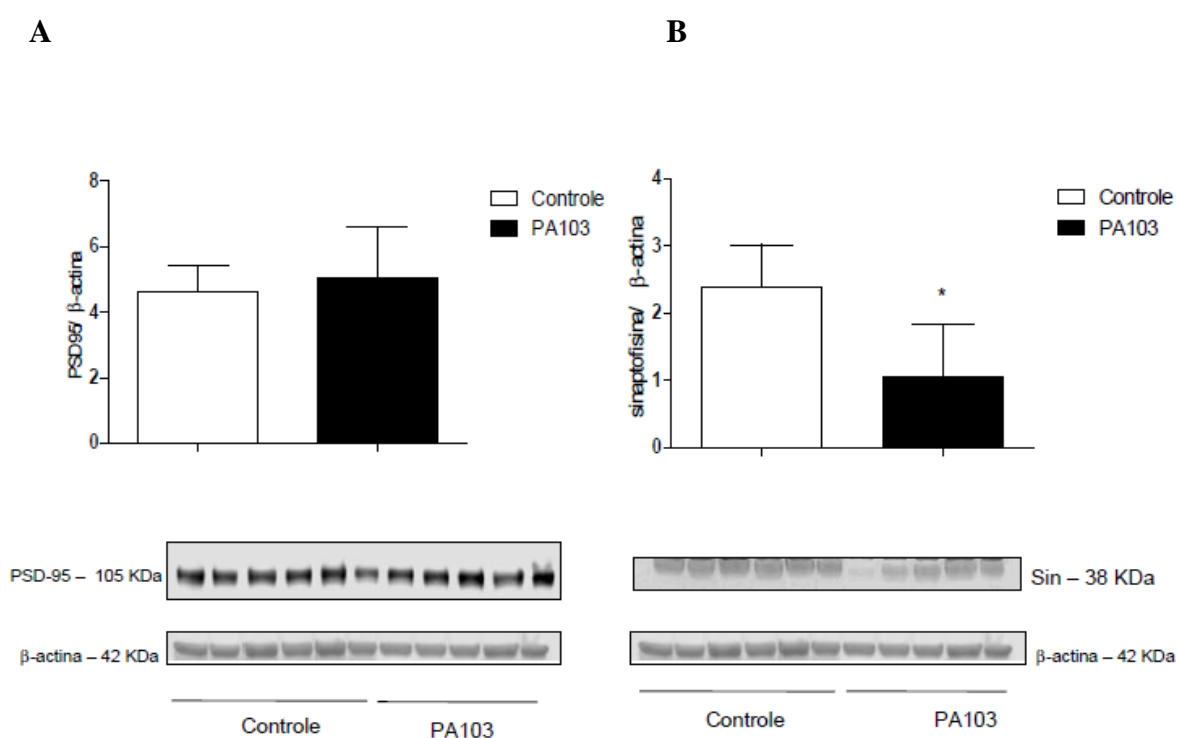 A
B
8
6
4
2
0
PSD95/ β-actina
Controle
PA103
4
3
2
1
0
sinaptofisina/ β-actina
*
Controle
PA103
PSD-95 – 105 KDa
β-actina – 42 KDa
Controle
PA103
Sin – 38 KDa
β-actina – 42 KDa
Controle
PA103